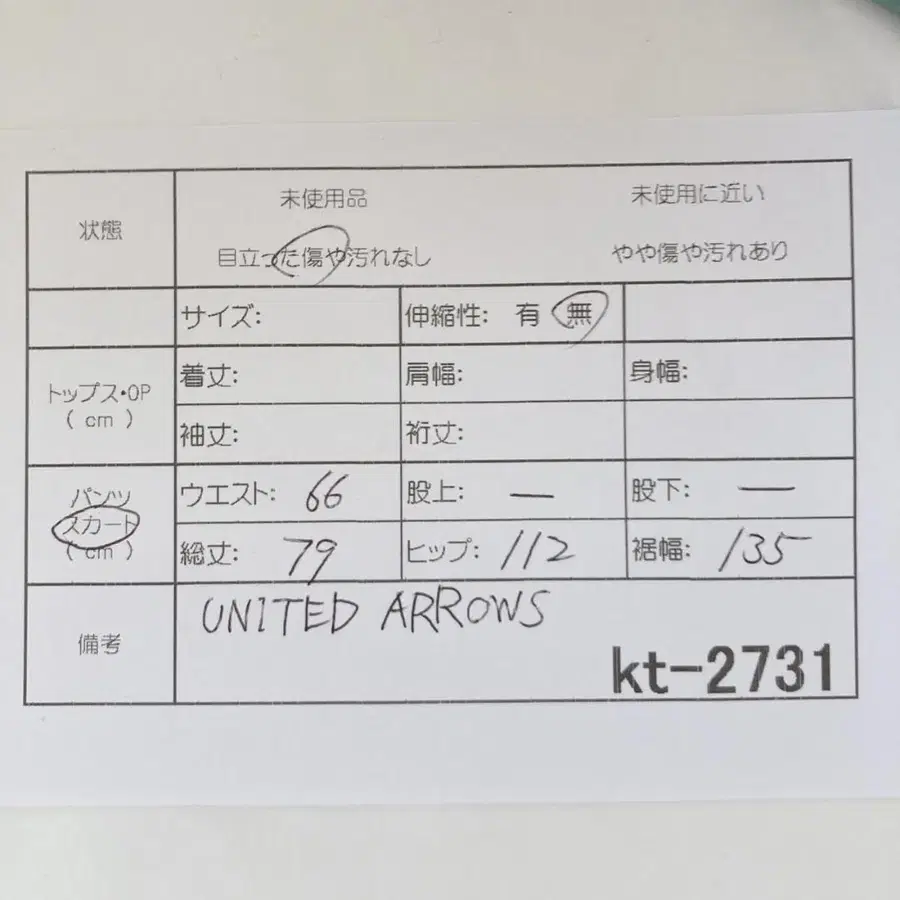 状態
未使用品 未使用に近い
目立った傷や汚れなし やや傷や汚れあり
サイズ: 伸縮性: 有 無
トップス・OP
( cm )
着丈: 肩幅: 身幅:
袖丈: 裄丈:
パンツ
スカート
( cm )
ウエスト: 66 股上: — 股下: —
総丈: 79 ヒップ: 112 裾幅: 135
備考
UNITED ARROWS
kt-2731